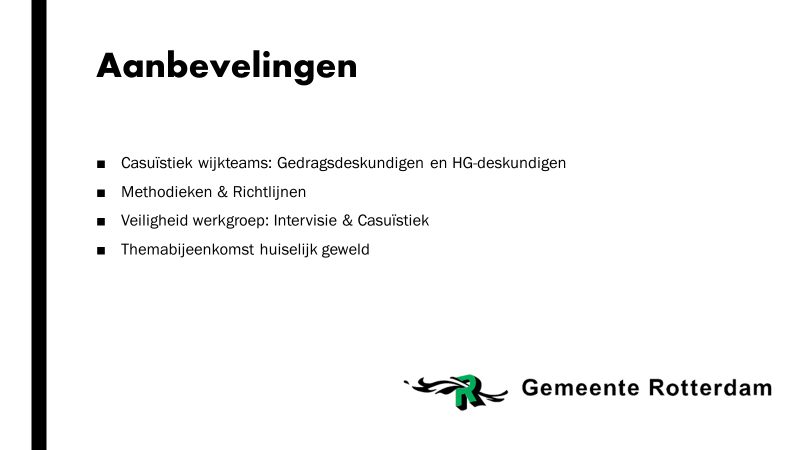 Aanbevelingen
■ Casuïstiek wijkteams: Gedragsdeskundigen en HG-deskundigen
■ Methodieken & Richtlijnen
■ Veiligheid werkgroep: Intervisie & Casuïstiek
■ Themabijeenkomst huiselijk geweld
R Gemeente Rotterdam